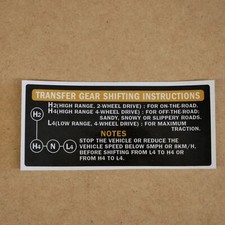 TRANSFER GEAR SHIFTING INSTRUCTIONS
H2(HIGH RANGE, 2-WHEEL DRIVE) : FOR ON-THE-ROAD.
H4(HIGH RANGE 4-WHEEL DRIVE) : FOR OFF-THE-ROAD.
SANDY, SNOWY OR SLIPPERY ROADS.
L4(LOW RANGE, 4-WHEEL DRIVE) : FOR MAXIMUM
TRACTION.
H2
H4 N L4
NOTES
STOP THE VEHICLE OR REDUCE THE
VEHICLE SPEED BELOW 5MPH OR 8KM/H,
BEFORE SHIFTING FROM L4 TO H4 OR
FROM H4 TO L4.